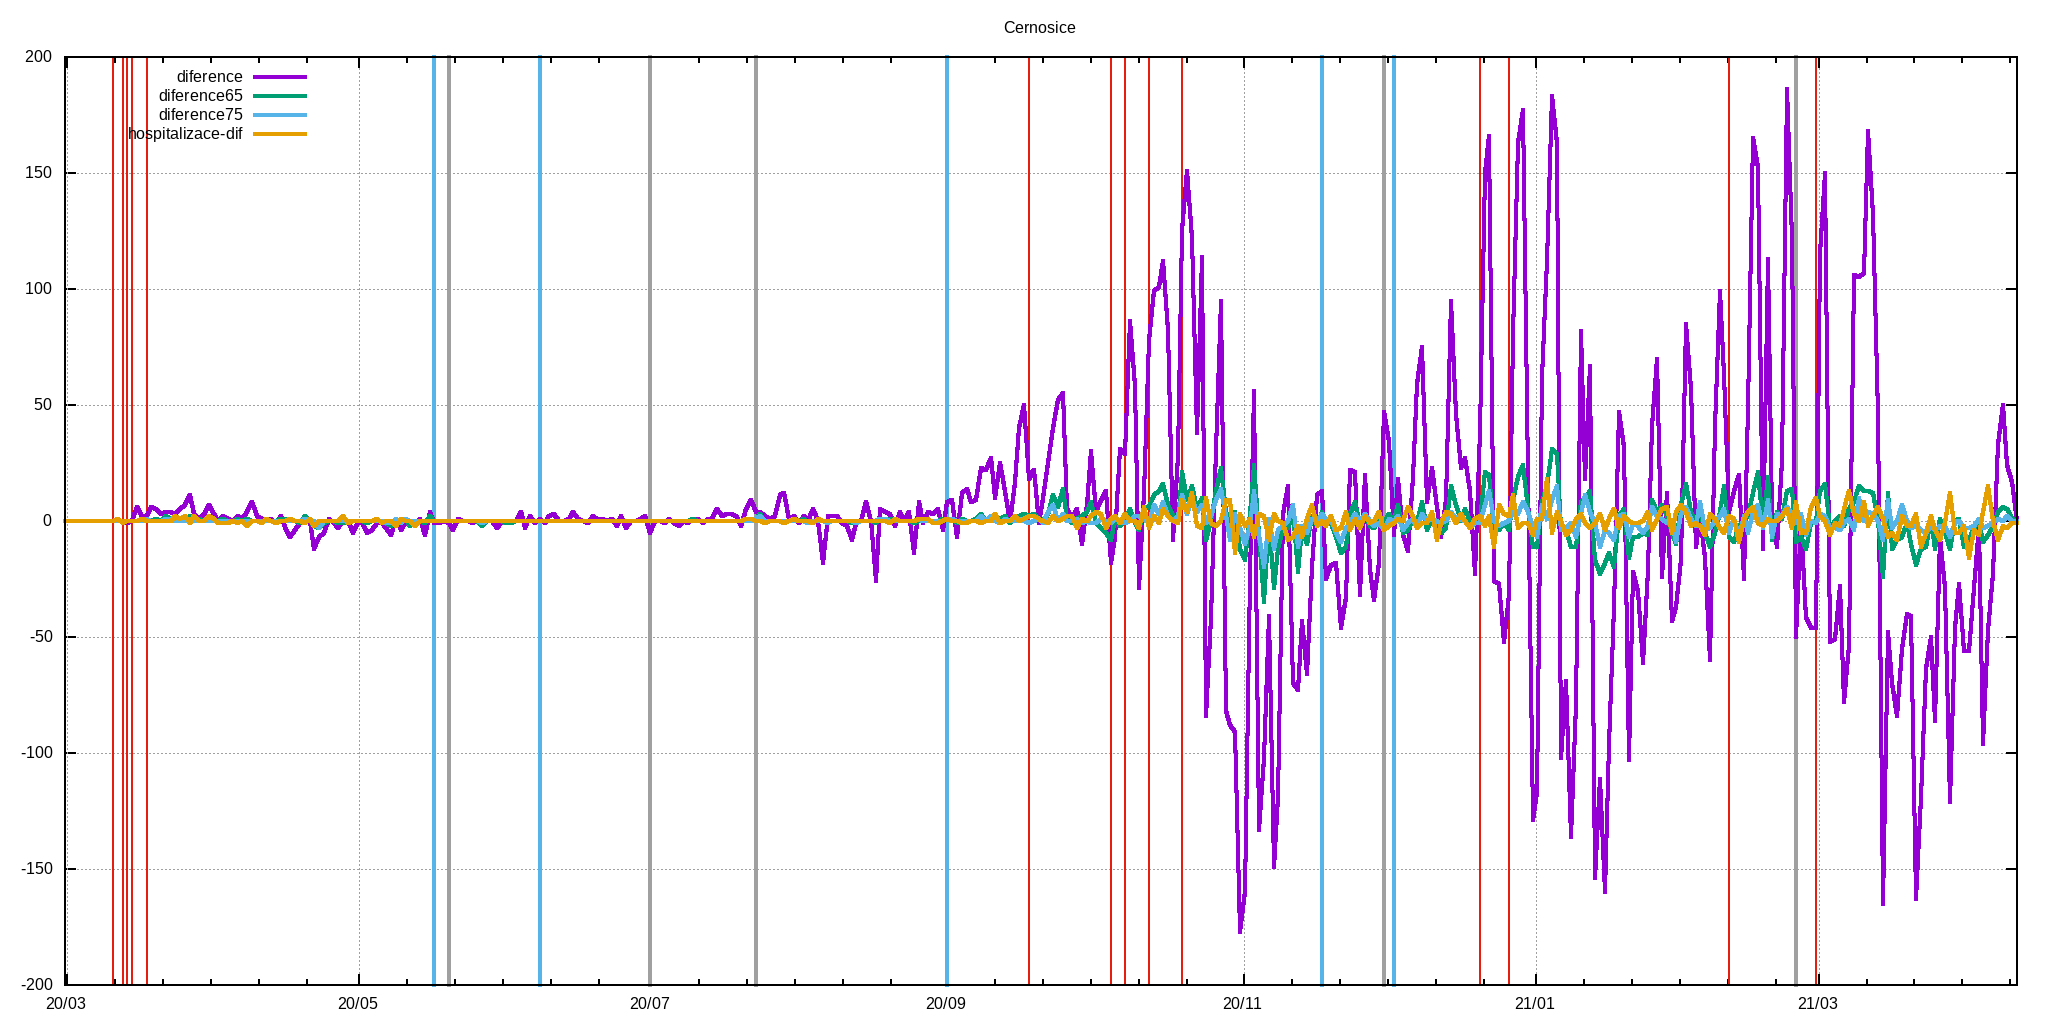 Cernosice
200
150
100
50
0
-50
-100
-150
-200
diference
diference65
diference75
hospitalizace-dif
20/03 20/05 20/07 20/09 20/11 21/01 21/03